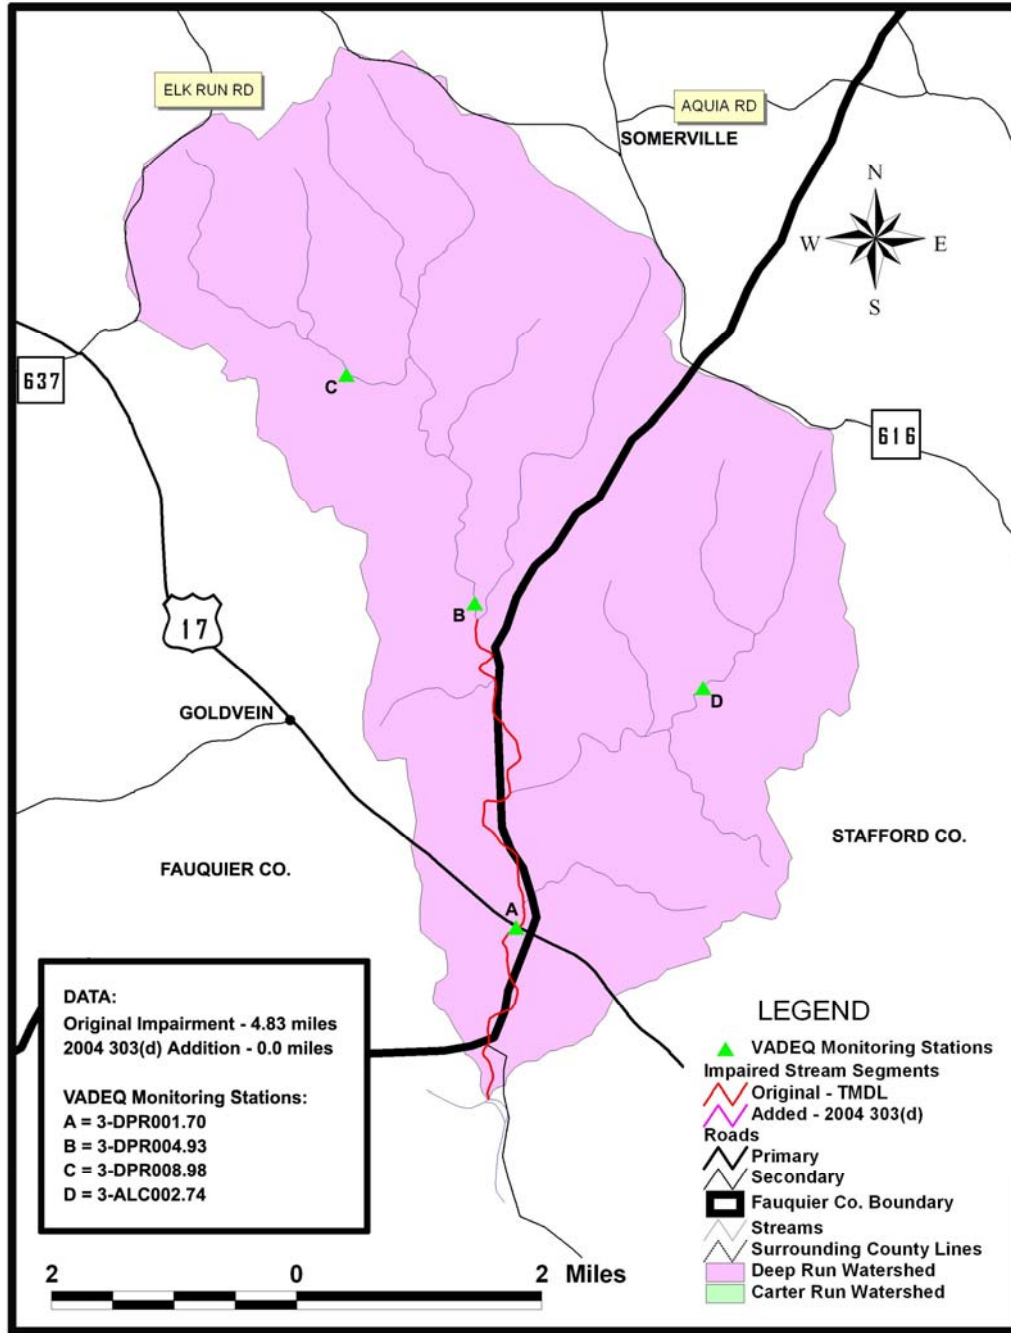 ELK RUN RD
AQUIA RD
SOMERVILLE
N
W E
S
637
C
616
B
17
D
GOLDVEIN
STAFFORD CO.
FAUQUIER CO.
A
DATA:
Original Impairment - 4.83 miles
2004 303(d) Addition - 0.0 miles
VADEQ Monitoring Stations:
A = 3-DPR001.70
B = 3-DPR004.93
C = 3-DPR008.98
D = 3-ALC002.74
LEGEND
VADEQ Monitoring Stations
Impaired Stream Segments
Original - TMDL
Added - 2004 303(d)
Roads
Primary
Secondary
Fauquier Co. Boundary
Streams
Surrounding County Lines
Deep Run Watershed
Carter Run Watershed
2 0 2 Miles